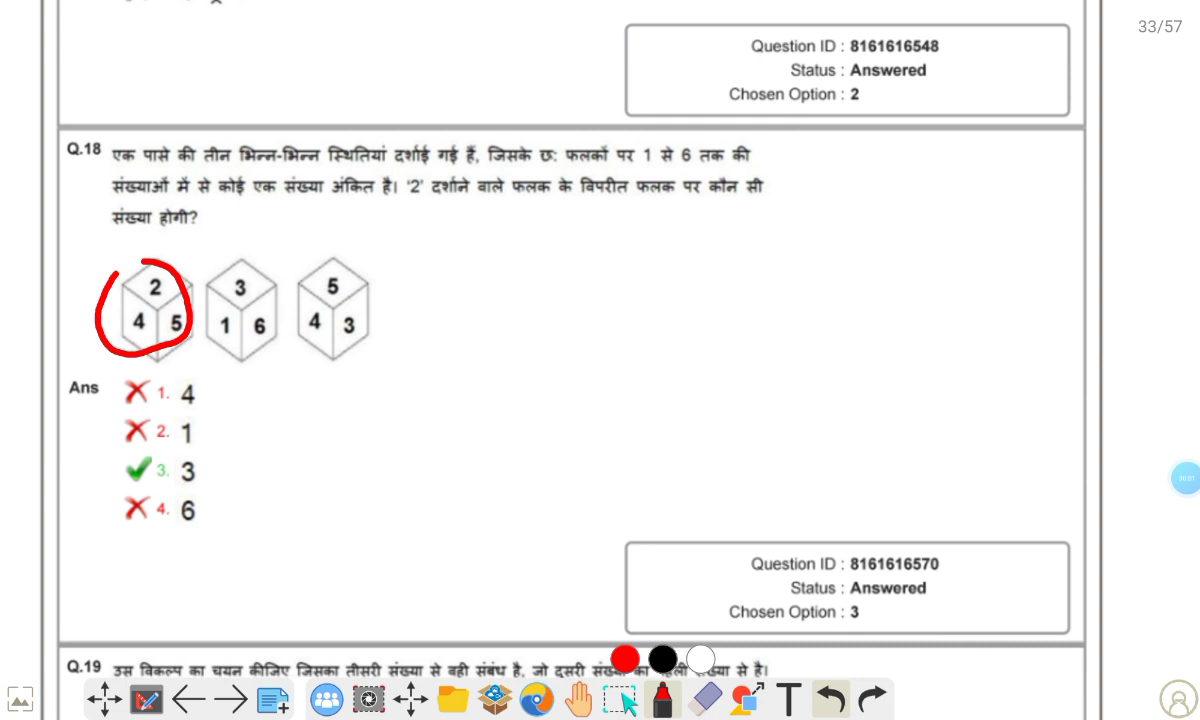 33/57
Question ID : 8161616548
Status : Answered
Chosen Option : 2
Q.18 एक पासे की तीन भिन्न-भिन्न स्थितियां दर्शाई गई हैं, जिसके छः फलकों पर 1 से 6 तक की
संख्याओं में से कोई एक संख्या अंकित है। '2' दर्शाने वाले फलक के विपरीत फलक पर कौन सी
संख्या होगी?
2 3 5
4 5 1 6 4 3
Ans 1. 4
2. 1
3. 3
4. 6
00:01
Question ID : 8161616570
Status : Answered
Chosen Option : 3
Q.19 उस विकल्प का चयन कीजिए जिसका तीसरी संख्या से वही संबंध है, जो दूसरी का है।
T